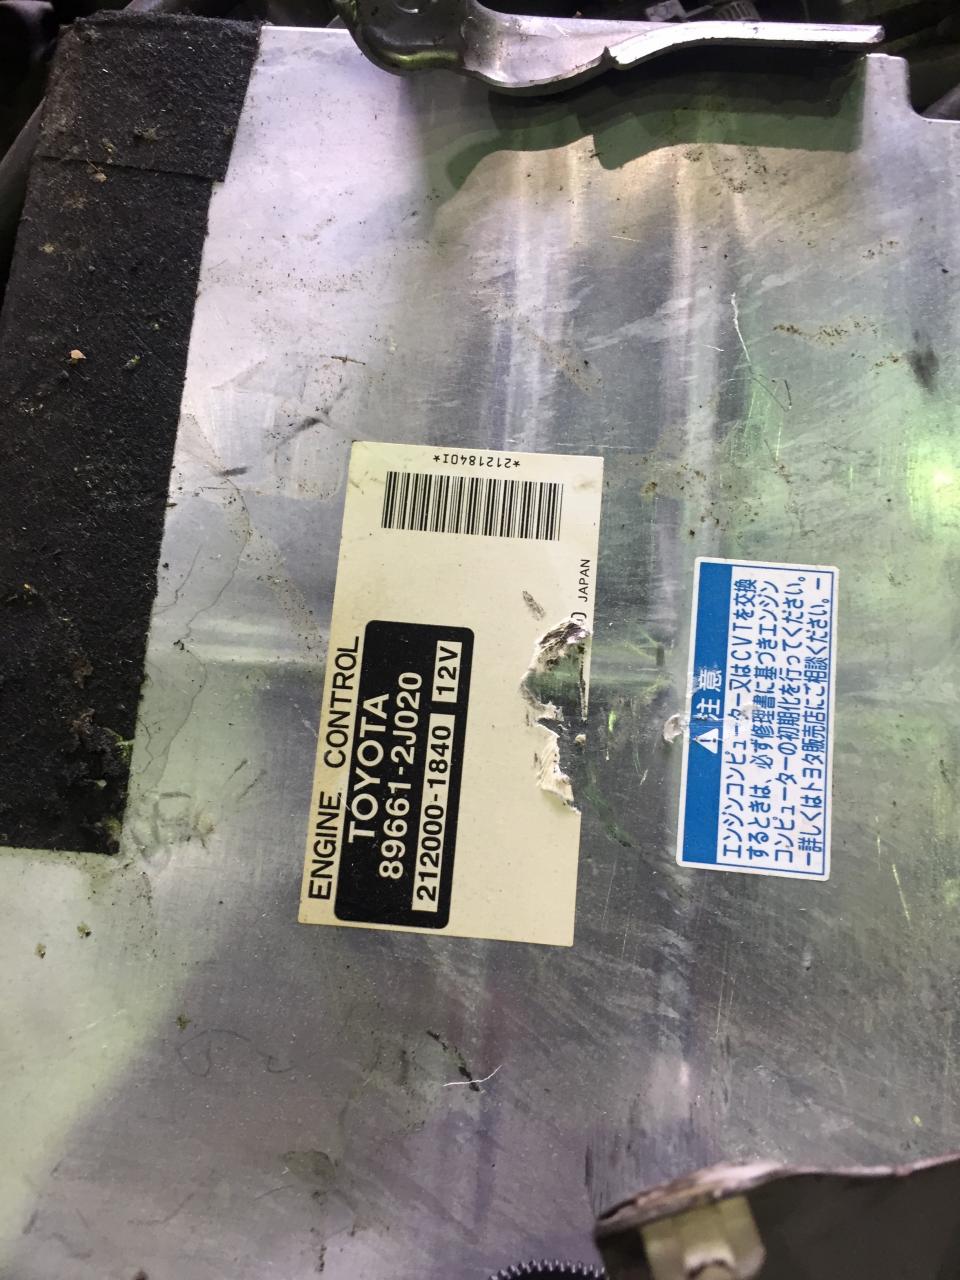 ENGINE CONTROL
TOYOTA
89661-2J020
212000-1840 12V
JAPAN
*21218401*
注意
エンジンコンピューター又はCVTを交換
するときは、必ず修理書に基づきエンジン
コンピューターの初期化を行ってください。
ー詳しくはトヨタ販売店にご相談ください。ー